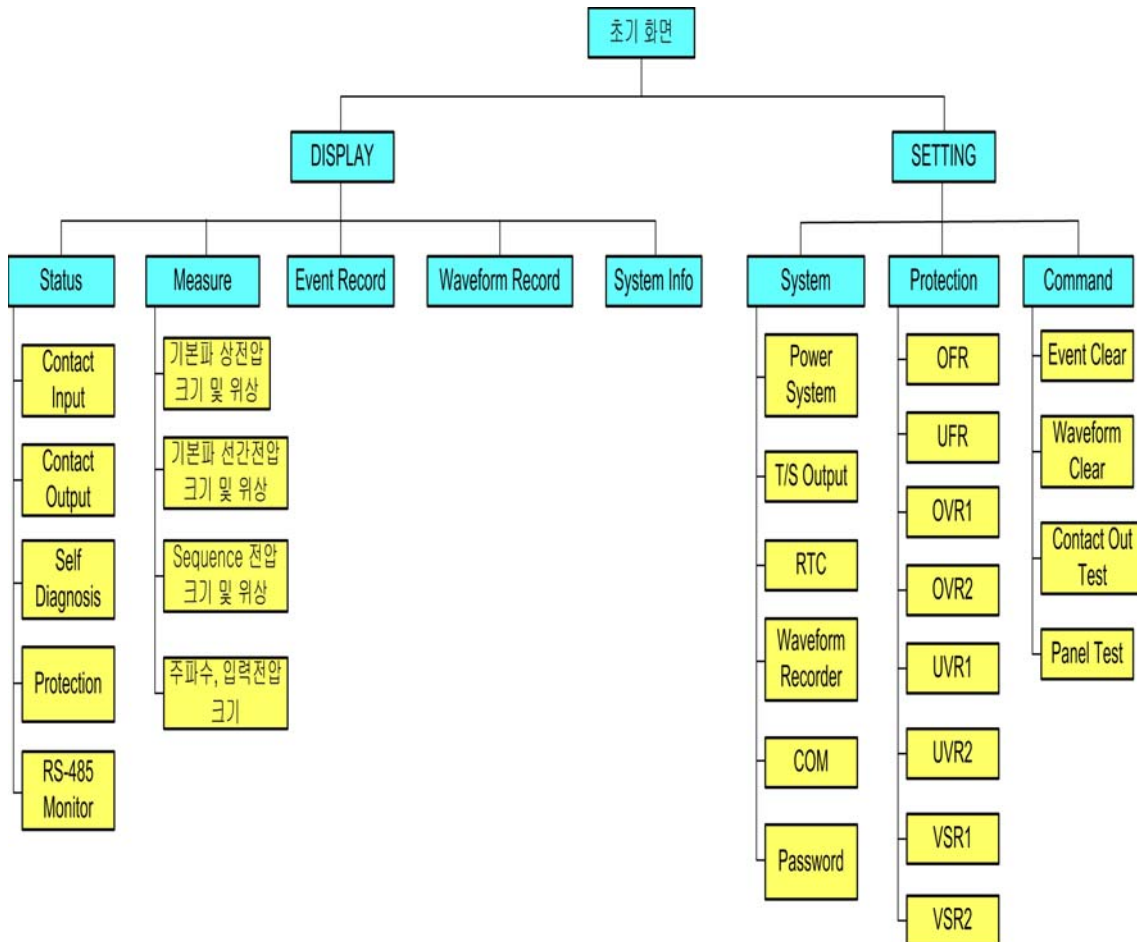 초기 화면
DISPLAY
SETTING
Status
Measure
Event Record
Waveform Record
System Info
System
Protection
Command
Contact
Input
Contact
Output
Self
Diagnosis
Protection
RS-485
Monitor
기본파 상전압
크기 및 위상
기본파 선간전압
크기 및 위상
Sequence 전압
크기 및 위상
주파수, 입력전압
크기
Power
System
T/S Output
RTC
Waveform
Recorder
COM
Password
OFR
UFR
OVR1
OVR2
UVR1
UVR2
VSR1
VSR2
Event Clear
Waveform
Clear
Contact Out
Test
Panel Test